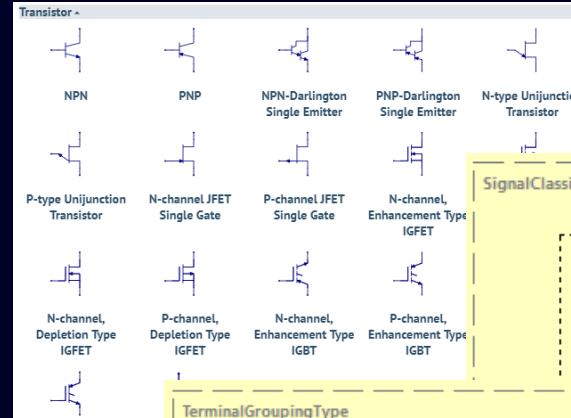 Transistor
NPN
PNP
NPN-Darlington
Single Emitter
PNP-Darlington
Single Emitter
N-type
Transistor
P-type Unijunction
Transistor
N-channel JFET
Single Gate
P-channel JFET
Single Gate
N-channel,
Enhancement Type
IGFET
N-channel,
Depletion Type
IGFET
P-channel,
Depletion Type
IGFET
N-channel,
Enhancement Type
IGBT
P-channel,
Enhancement Type
IGBT
TerminalGroupingType